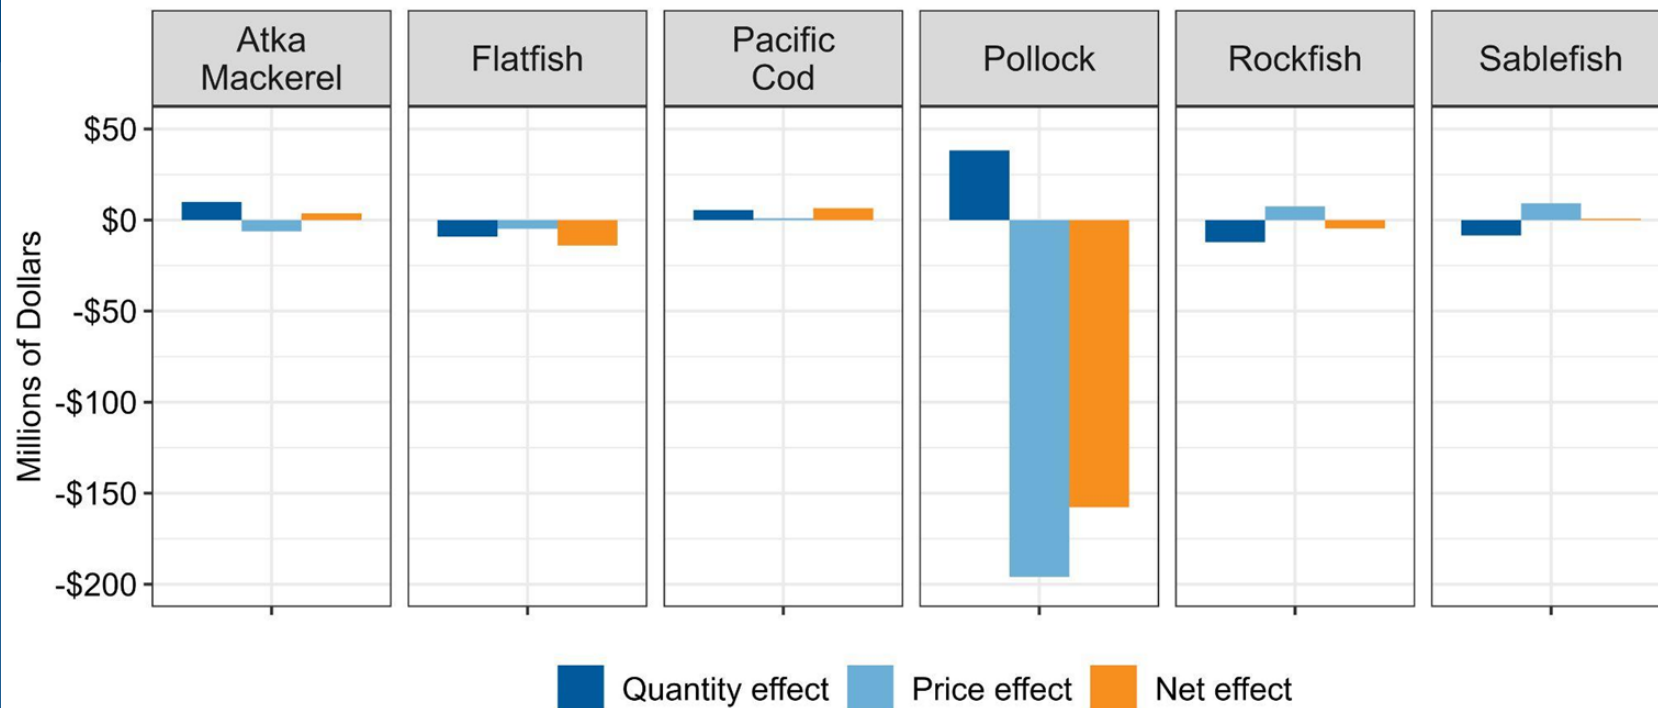 Atka
Mackerel
Flatfish
Pacific
Cod
Pollock
Rockfish
Sablefish
Millions of Dollars
$50
$0
-$50
-$100
-$150
-$200
Quantity effect
Price effect
Net effect